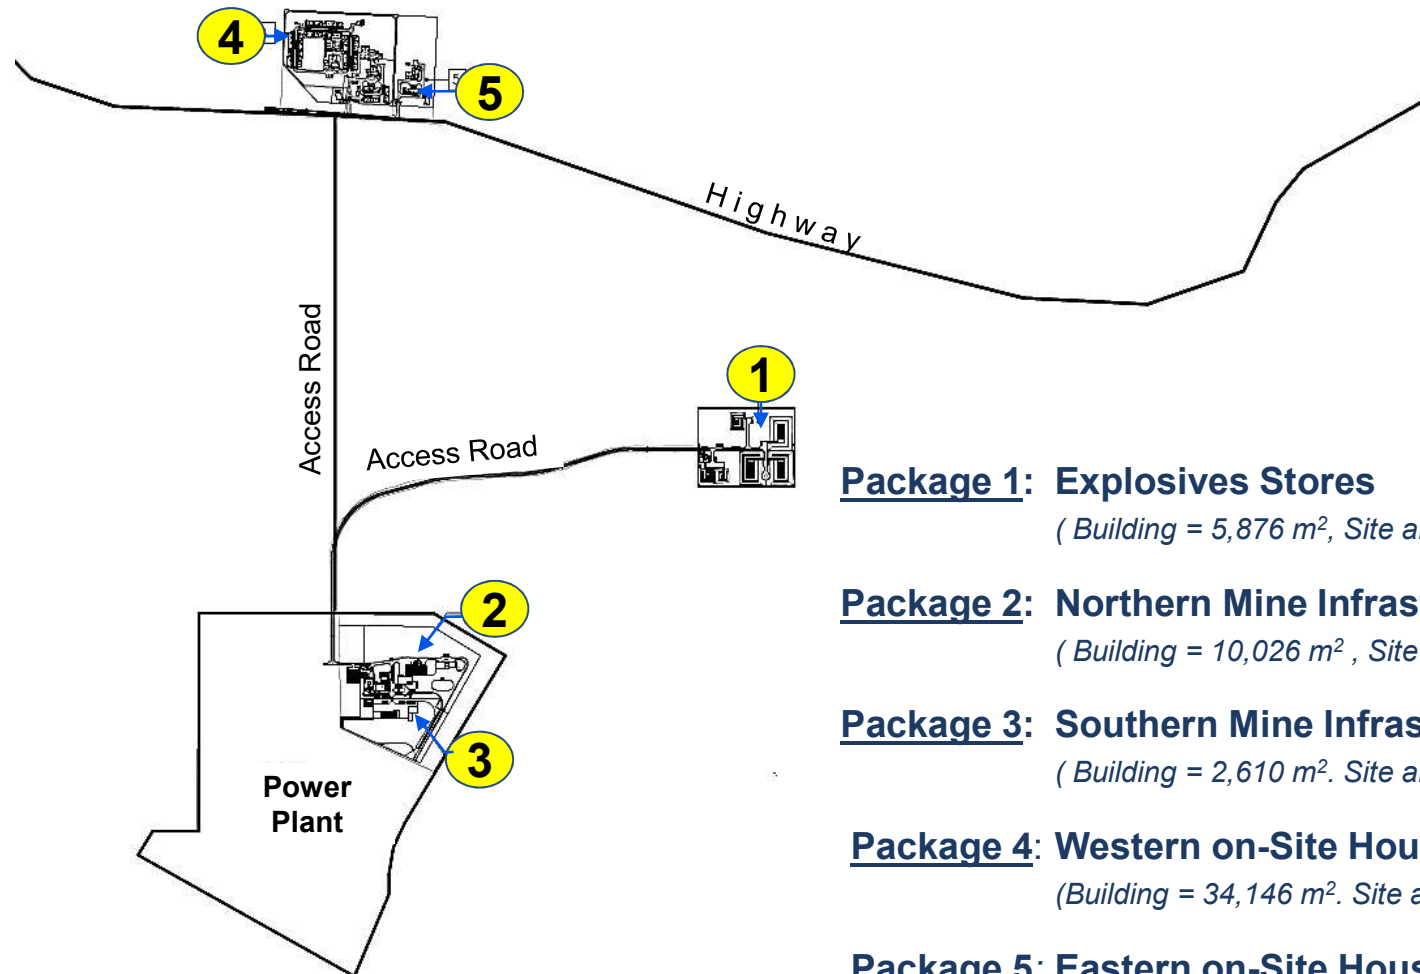 4
5
5
Highway
Access Road
1
Access Road
2
3
Power
Plant
Package 1: Explosives Stores
( Building = 5,876 m², Site a
Package 2: Northern Mine Infras
( Building = 10,026 m² , Site
Package 3: Southern Mine Infras
( Building = 2,610 m². Site a
Package 4: Western on-Site Hou
(Building = 34,146 m². Site a
Package 5: Eastern on-Site Hous